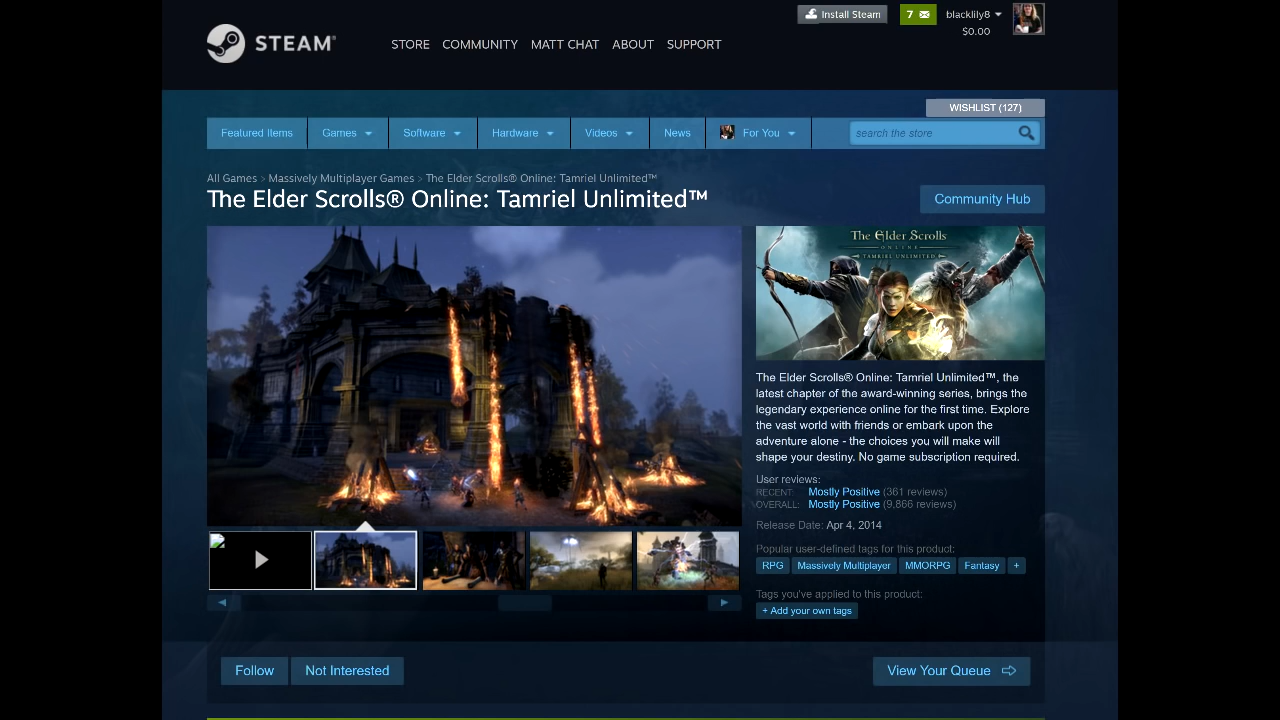 Install Steam
7
blacklily8
$0.00
STEAM®
STORE COMMUNITY MATT CHAT ABOUT SUPPORT
WISHLIST (127)
Featured Items Games Software Hardware Videos News For You search the store
All Games > Massively Multiplayer Games > The Elder Scrolls® Online: Tamriel Unlimited™
The Elder Scrolls® Online: Tamriel Unlimited™
Community Hub
The Elder Scrolls
ONLINE
TAMRIEL UNLIMITED
The Elder Scrolls® Online: Tamriel Unlimited™, the
latest chapter of the award-winning series, brings the
legendary experience online for the first time. Explore
the vast world with friends or embark upon the
adventure alone - the choices you will make will
shape your destiny. No game subscription required.
User reviews:
RECENT: Mostly Positive (361 reviews)
OVERALL: Mostly Positive (9,866 reviews)
Release Date: Apr 4, 2014
Popular user-defined tags for this product:
RPG Massively Multiplayer MMORPG Fantasy +
Tags you've applied to this product:
+ Add your own tags
Follow Not Interested View Your Queue